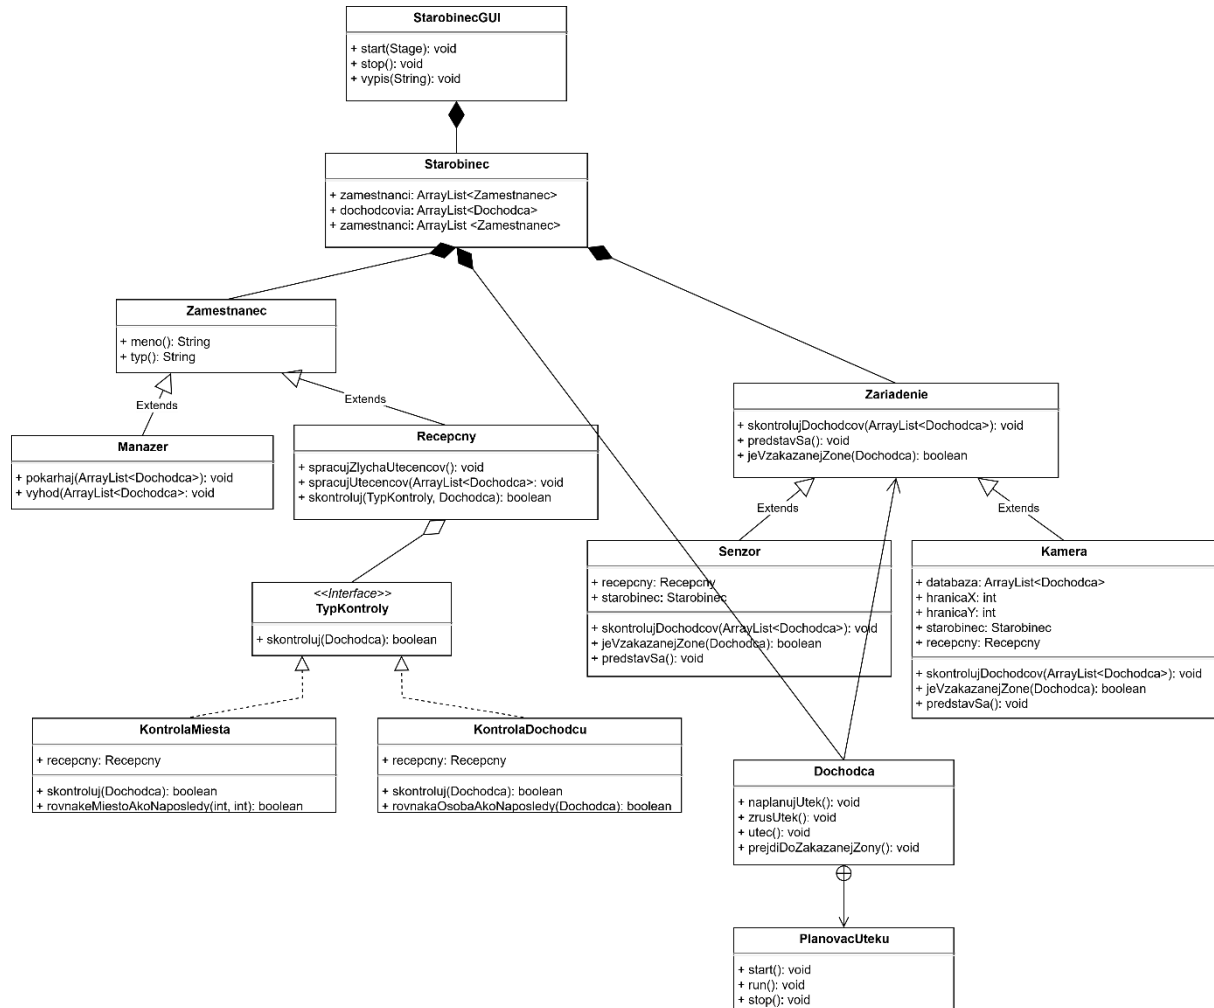 StarobinecGUI
+ start(Stage): void
+ stop(): void
+ vypis(String): void
Starobinec
+ zamestnanci: ArrayList<Zamestnanec>
+ dochodcovia: ArrayList<Dochodca>
+ zamestnanci: ArrayList <Zamestnanec>
Zamestnanec
+ meno(): String
+ typ(): String
Extends
Extends
Manazer
+ pokarhaj(ArrayList<Dochodca>): void
+ vyhod(ArrayList<Dochodca>: void
Recepcny
+ spracujZlychaUtecencov(): void
+ spracujUtecencov(ArrayList<Dochodca>: void
+ skontroluj(TypKontroly, Dochodca): boolean
Zariadenie
+ skontrolujDochodcov(ArrayList<Dochodca>): void
+ predstavSa(): void
+ jeVzakazanejZone(Dochodca): boolean
Extends
Extends
Senzor
+ recepcny: Recepcny
+ starobinec: Starobinec
+ skontrolujDochodcov(ArrayList<Dochodca>): void
+ jeVzakazanejZone(Dochodca): boolean
+ predstavSa(): void
Kamera
+ databaza: ArrayList<Dochodca>
+ hranicaX: int
+ hranicaY: int
+ starobinec: Starobinec
+ recepcny: Recepcny
+ skontrolujDochodcov(ArrayList<Dochodca>): void
+ jeVzakazanejZone(Dochodca): boolean
+ predstavSa(): void
<<Interface>>
TypKontroly
+ skontroluj(Dochodca): boolean
KontrolaMiesta
+ recepcny: Recepcny
+ skontroluj(Dochodca): boolean
+ rovnakeMiestoAkoNaposledy(int, int): boolean
KontrolaDochodcu
+ recepcny: Recepcny
+ skontroluj(Dochodca): boolean
+ rovnakaOsobaAkoNaposledy(Dochodca): boolean
Dochodca
+ naplanujUtek(): void
+ zrusUtek(): void
+ utec(): void
+ prejdiDoZakazanejZony(): void
PlanovacUteku
+ start(): void
+ run(): void
+ stop(): void